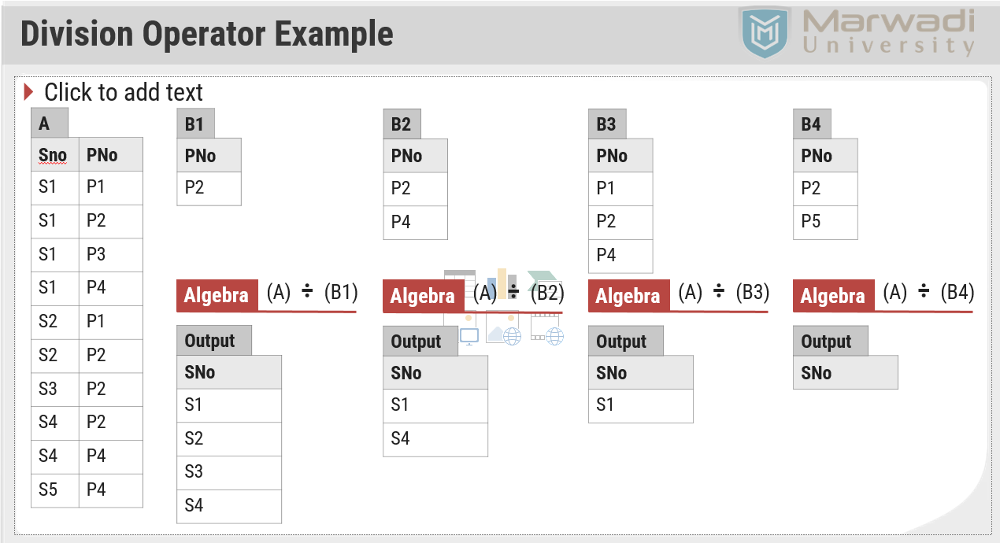 Division Operator Example
Marwadi
University
Click to add text
A
Sno PNo
S1 P1
S1 P2
S1 P3
S1 P4
S2 P1
S2 P2
S3 P2
S4 P2
S4 P4
S5 P4
B1
PNo
P2
Algebra (A) ÷ (B1)
Output
SNo
S1
S2
S3
S4
B2
PNo
P2
P4
Algebra (A) ÷ (B2)
Output
SNo
S1
S4
B3
PNo
P1
P2
P4
Algebra (A) ÷ (B3)
Output
SNo
S1
B4
PNo
P2
P5
Algebra (A) ÷ (B4)
Output
SNo